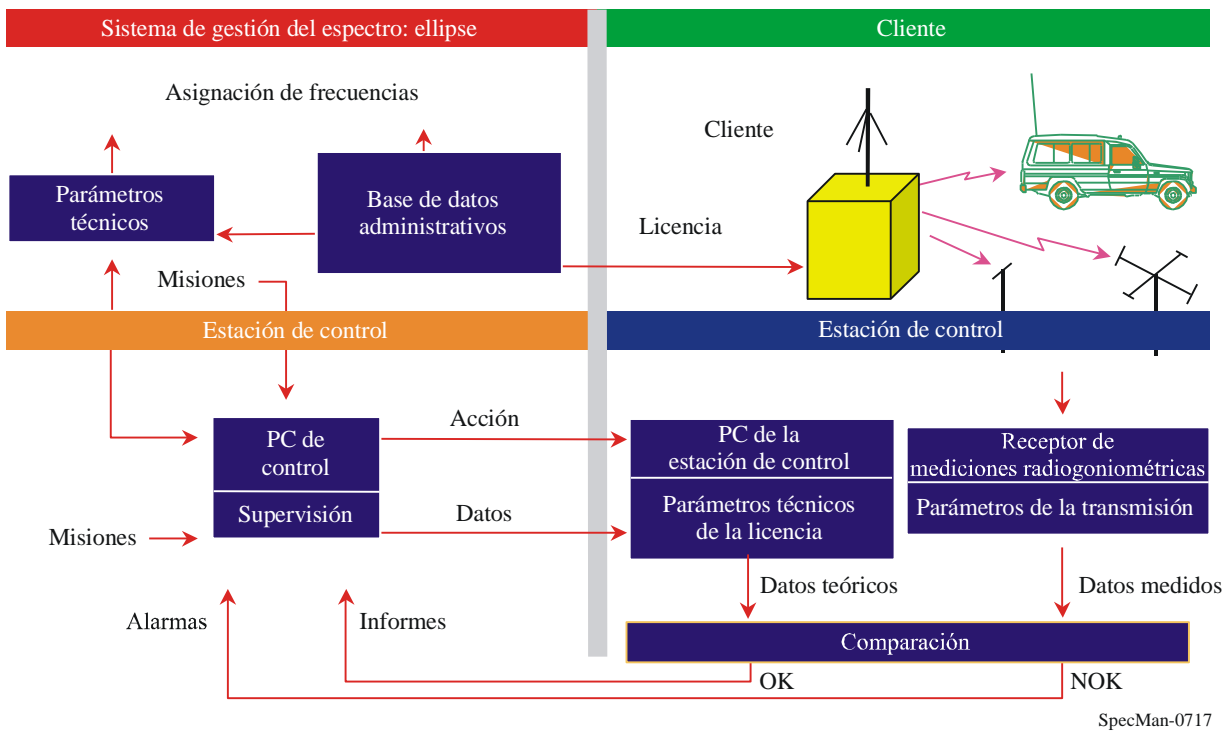 Sistema de gestión del espectro: ellipse
Cliente
Asignación de frecuencias
Cliente
Parámetros
técnicos
Base de datos
administrativos
Licencia
Misiones
Estación de control
Estación de control
Acción
PC de
control
Supervisión
PC de la
estación de control
Parámetros técnicos
de la licencia
Receptor de
mediciones radiogoniométricas
Parámetros de la transmisión
Misiones
Datos
Datos teóricos
Datos medidos
Alarmas
Informes
Comparación
OK
NOK
SpecMan-0717